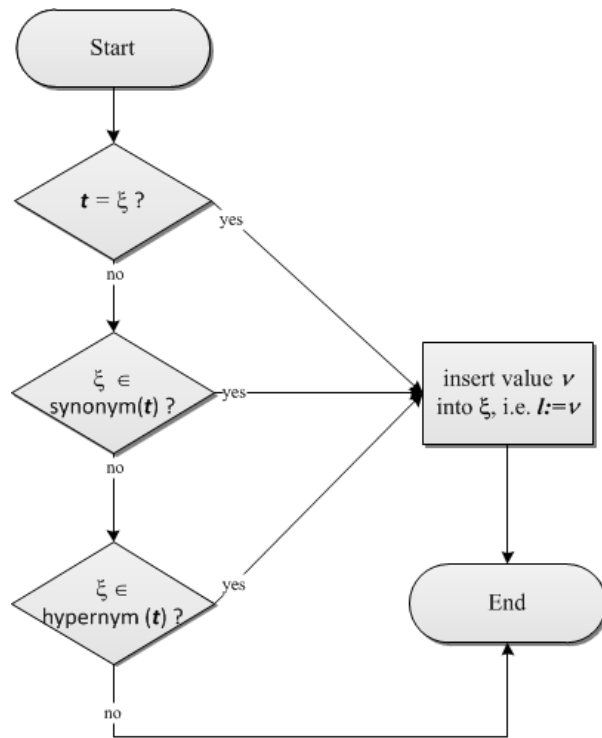 Start
t = ξ ?
yes
no
ξ ∈
synonym(t) ?
yes
insert value ν
into ξ, i.e. l:=ν
no
ξ ∈
hypernym (t) ?
yes
End
no